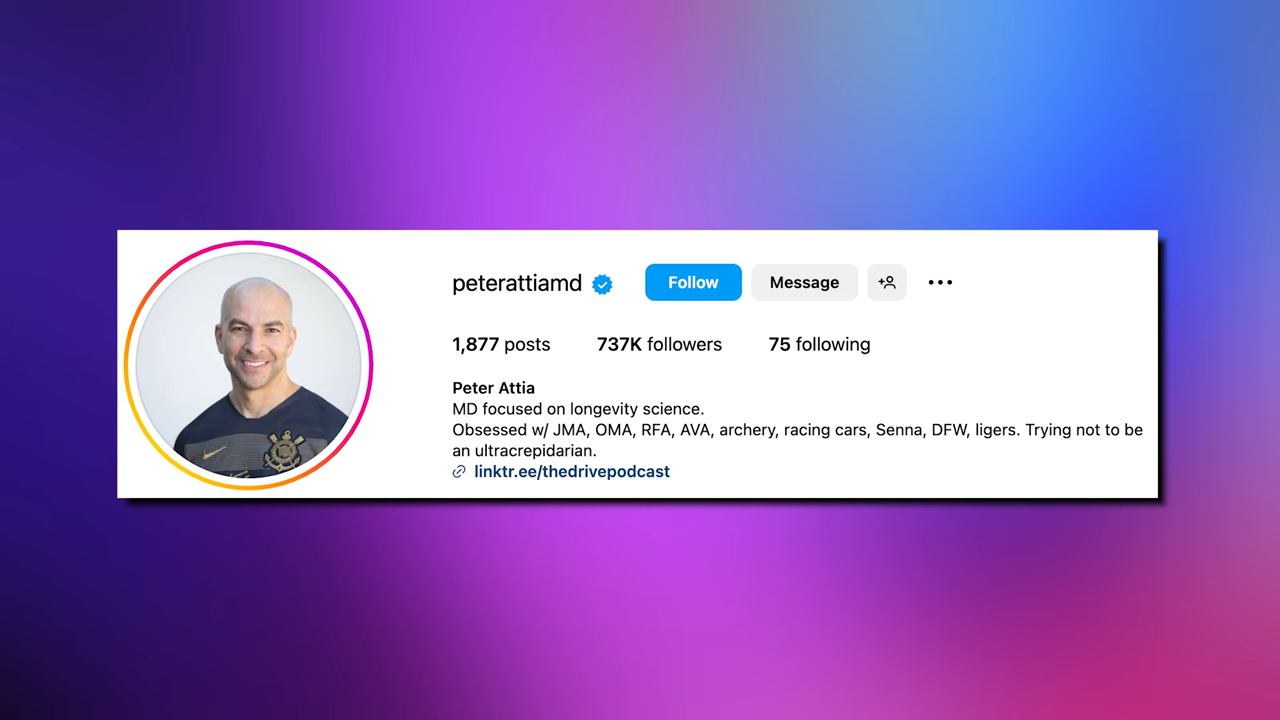 peterattiamd
Follow
Message
1,877 posts
737K followers
75 following
Peter Attia
MD focused on longevity science.
Obsessed w/ JMA, OMA, RFA, AVA, archery, racing cars, Senna, DFW, ligers. Trying not to be
an ultracrepidarian.
linktr.ee/thedrivepodcast